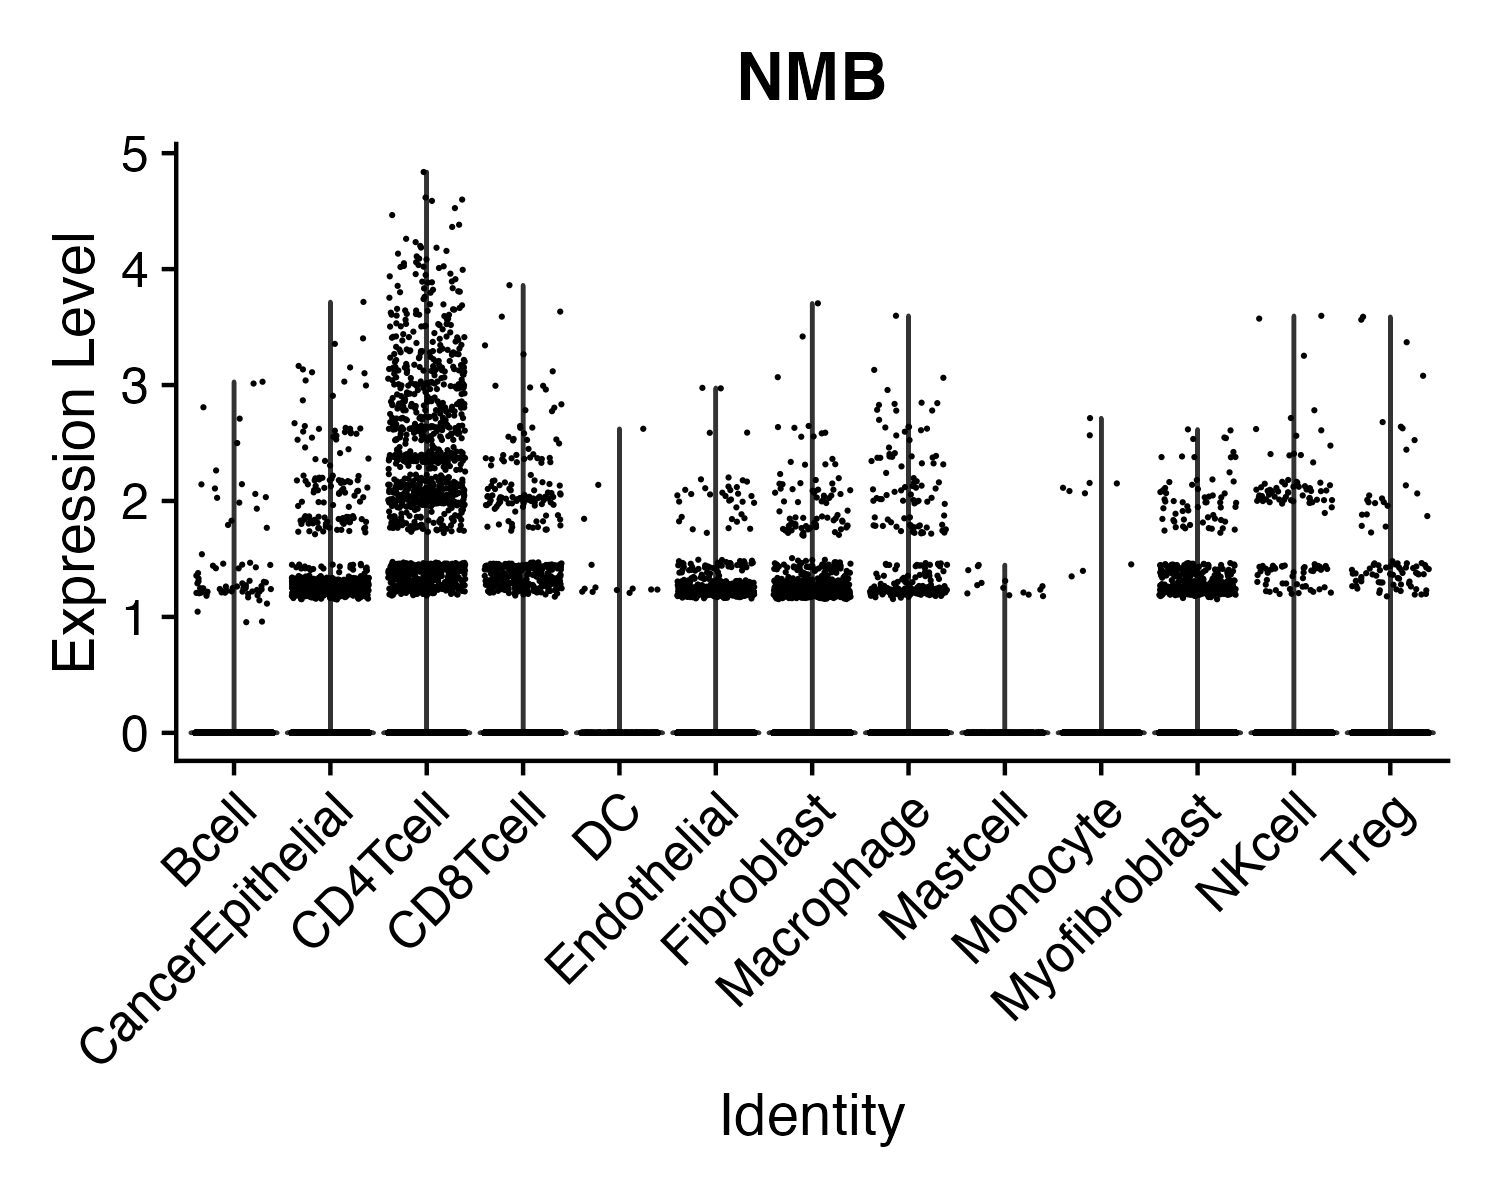 NMB
Expression Level
5
4
3
2
1
0
Bcell
CancerEpithelial
CD4Tcell
CD8Tcell
DC
Endothelial
Fibroblast
Macrophage
Mastcell
Monocyte
Myofibroblast
NKcell
Treg
Identity